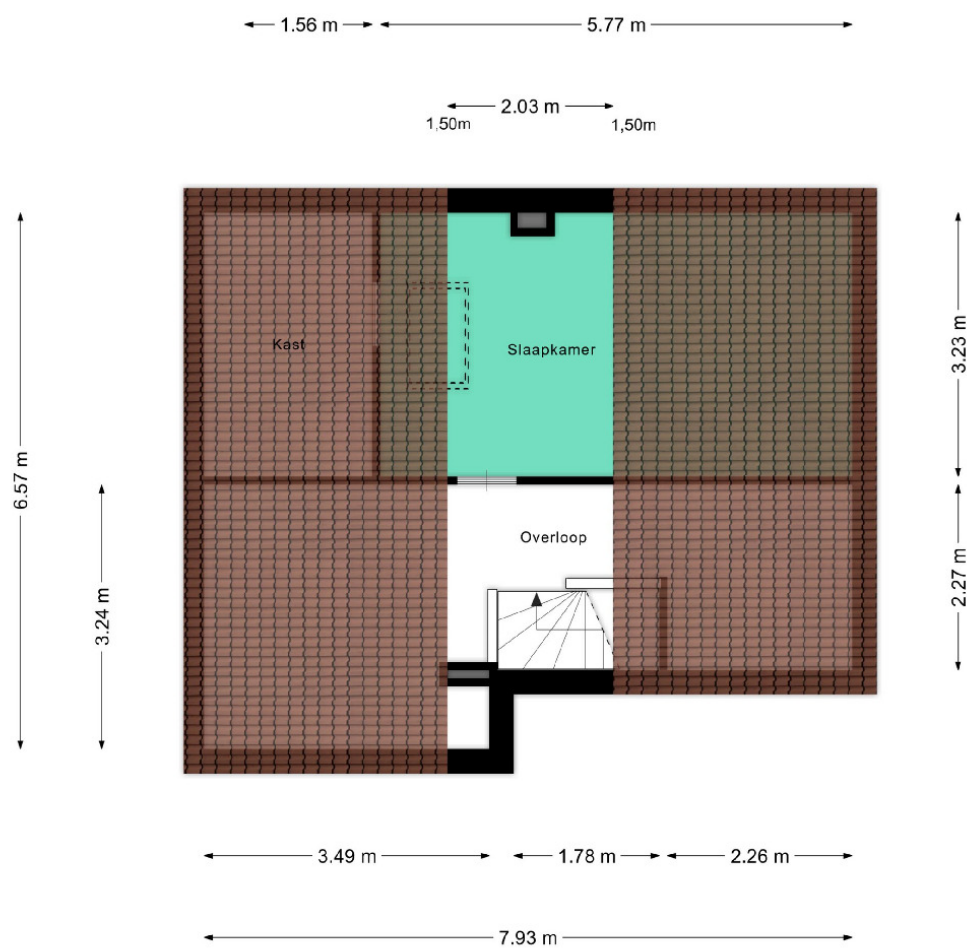 1.56 m
5.77 m
2.03 m
1,50m
1,50m
Kast
Slaapkamer
3.23 m
6.57 m
Overloop
3.24 m
2.27 m
3.49 m
1.78 m
2.26 m
7.93 m